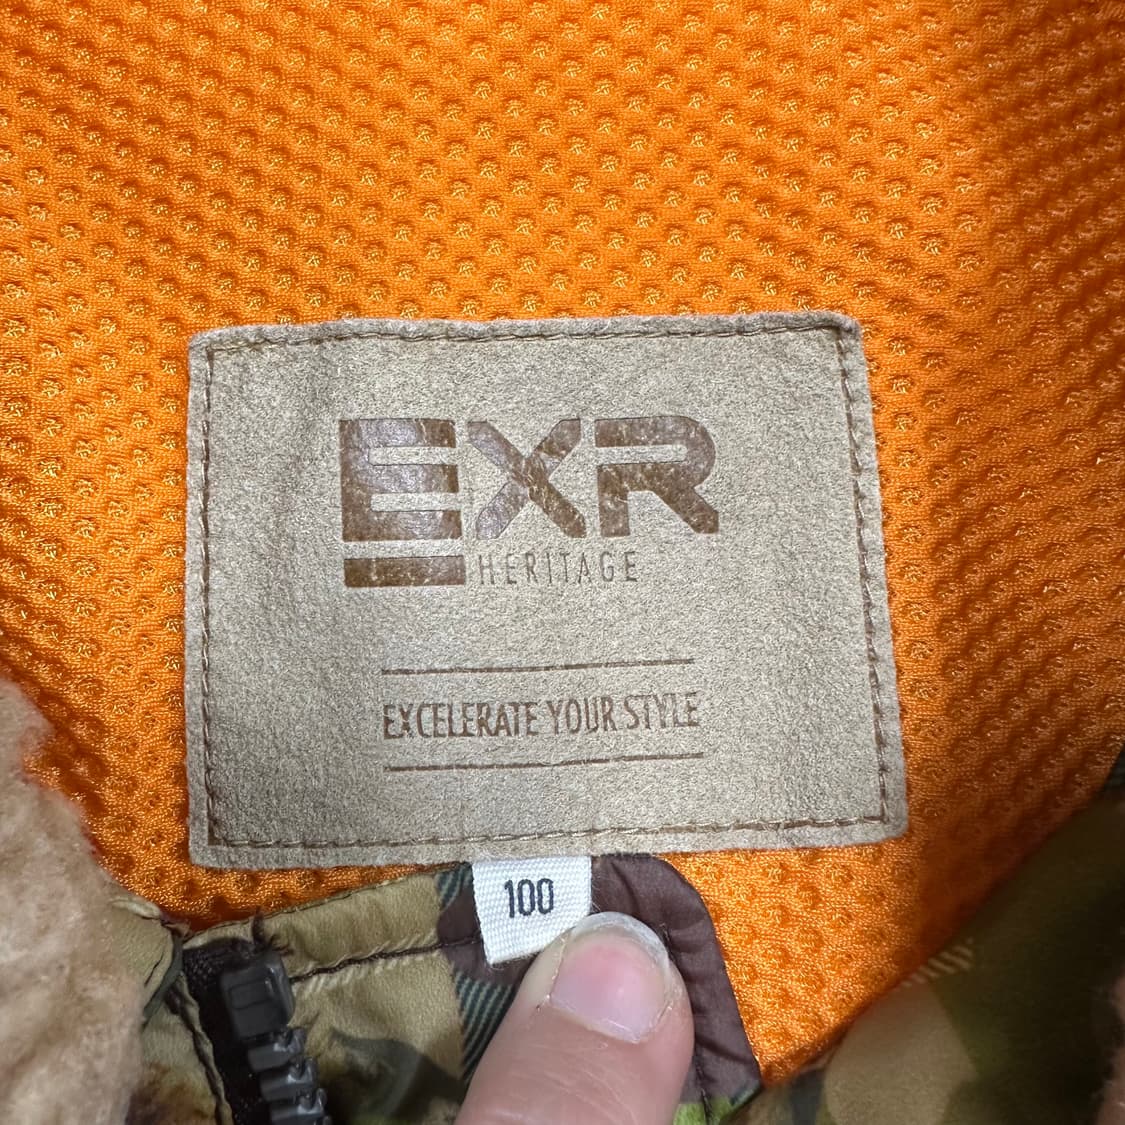 EXR
HERITAGE
EXCELERATE YOUR STYLE
100